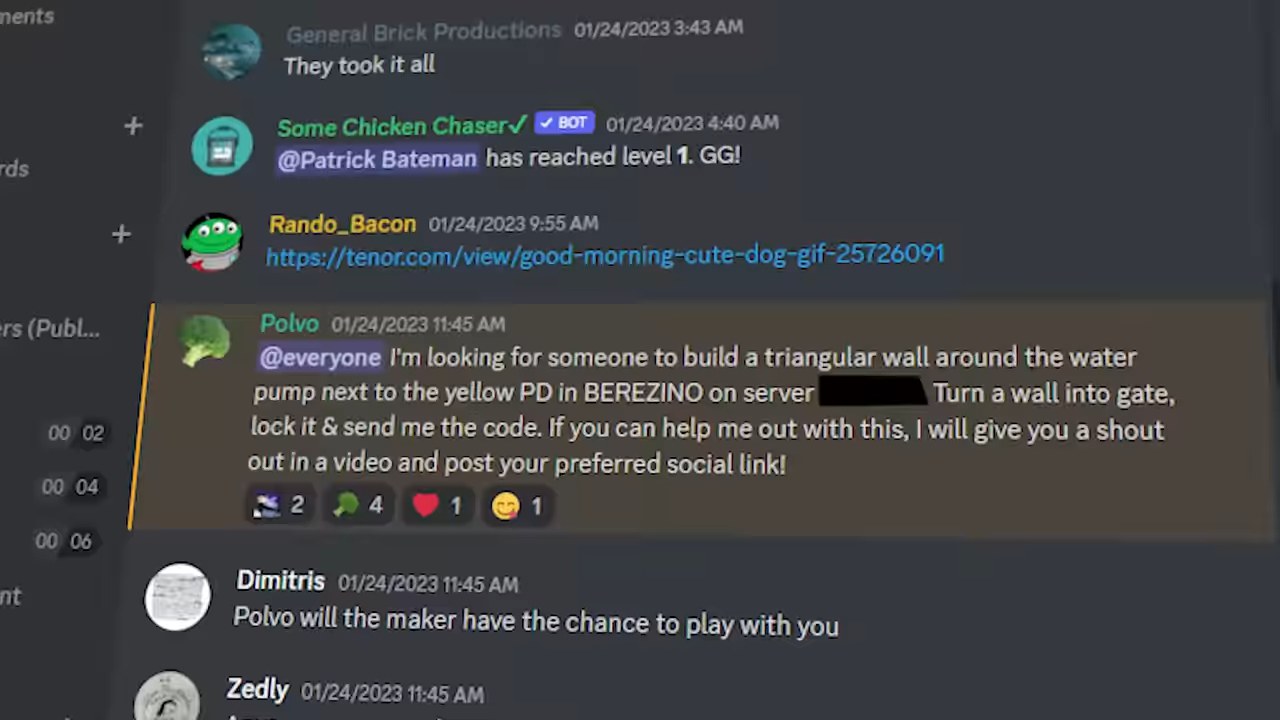 ments
General Brick Productions 01/24/2023 3:43 AM
They took it all
Some Chicken Chaser✓ ✓ BOT 01/24/2023 4:40 AM
@Patrick Bateman has reached level 1. GG!
rds
Rando_Bacon 01/24/2023 9:55 AM
https://tenor.com/view/good-morning-cute-dog-gif-25726091
ers (Publ...
Polvo 01/24/2023 11:45 AM
@everyone I'm looking for someone to build a triangular wall around the water
pump next to the yellow PD in BEREZINO on server Turn a wall into gate,
lock it & send me the code. If you can help me out with this, I will give you a shout
out in a video and post your preferred social link!
00 02
00 04
00 06
2 4 1 1
nt
Dimitris 01/24/2023 11:45 AM
Polvo will the maker have the chance to play with you
Zedly 01/24/2023 11:45 AM